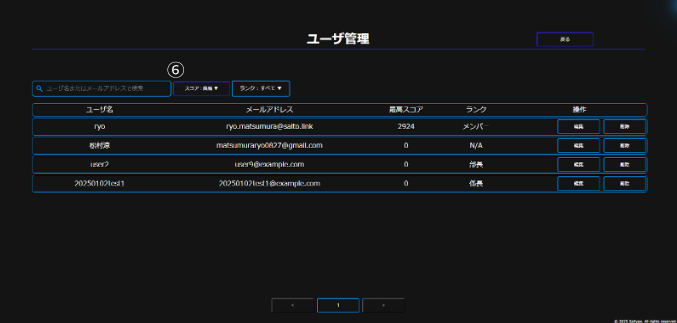 ユーザ管理
戻る
⑥
ユーザ名またはメールアドレスで検索
スコア : 降順 ▼
ランク : すべて ▼
ユーザ名 メールアドレス 最高スコア ランク 操作
ryo ryo.matsumura@saito.link 2924 メンバー 編集 削除
松村涼 matsumuraryo0827@gmail.com 0 N/A 編集 削除
user2 user9@example.com 0 部長 編集 削除
20250102test1 20250102test1@example.com 0 係長 編集 削除
< 1 >
© 2025 All rights reserved